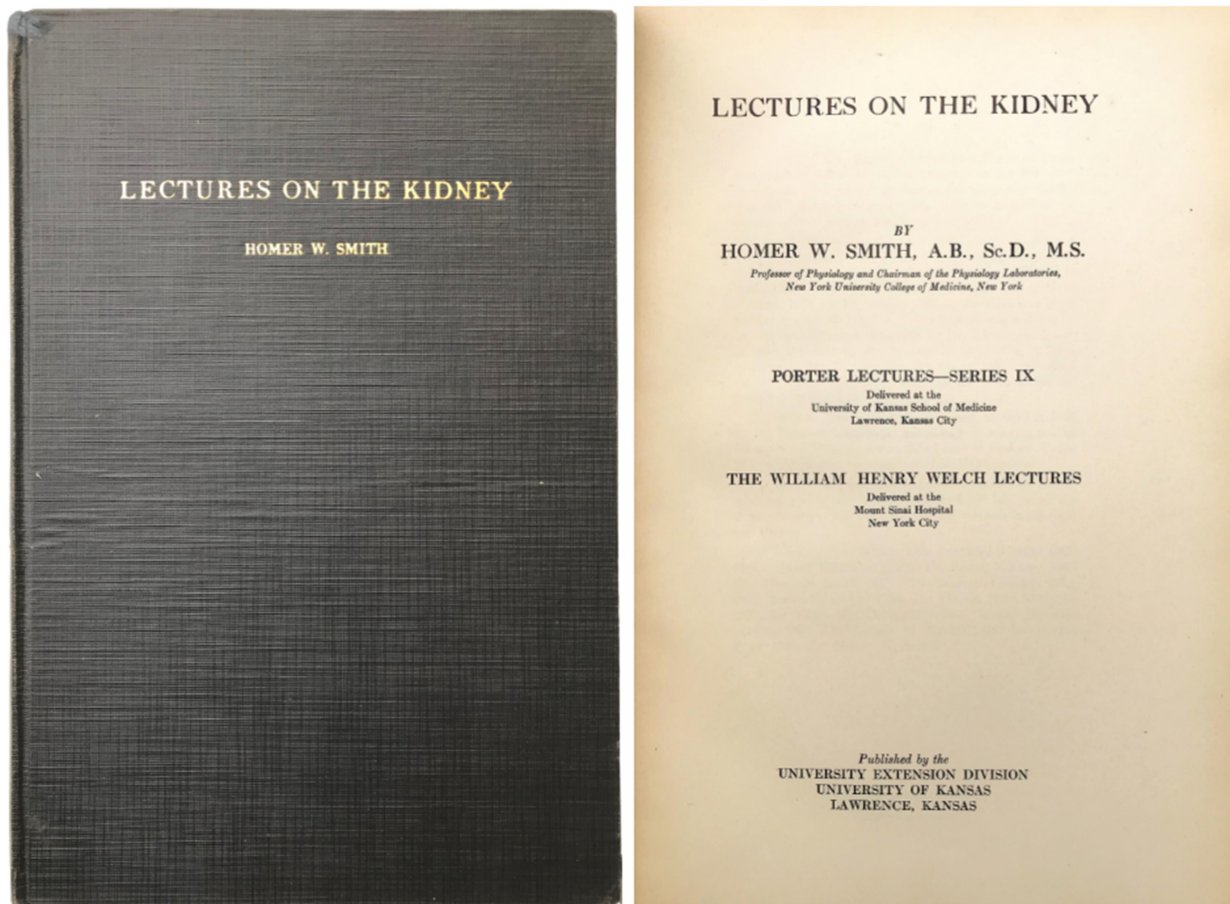 LECTURES ON THE KIDNEY
HOMER W. SMITH
LECTURES ON THE KIDNEY
BY
HOMER W. SMITH, A.B., Sc.D., M.S.
Professor of Physiology and Chairman of the Physiology Laboratories,
New York University College of Medicine, New York
PORTER LECTURES—SERIES IX
Delivered at the
University of Kansas School of Medicine
Lawrence, Kansas City
THE WILLIAM HENRY WELCH LECTURES
Delivered at the
Mount Sinai Hospital
New York City
Published by the
UNIVERSITY EXTENSION DIVISION
UNIVERSITY OF KANSAS
LAWRENCE, KANSAS